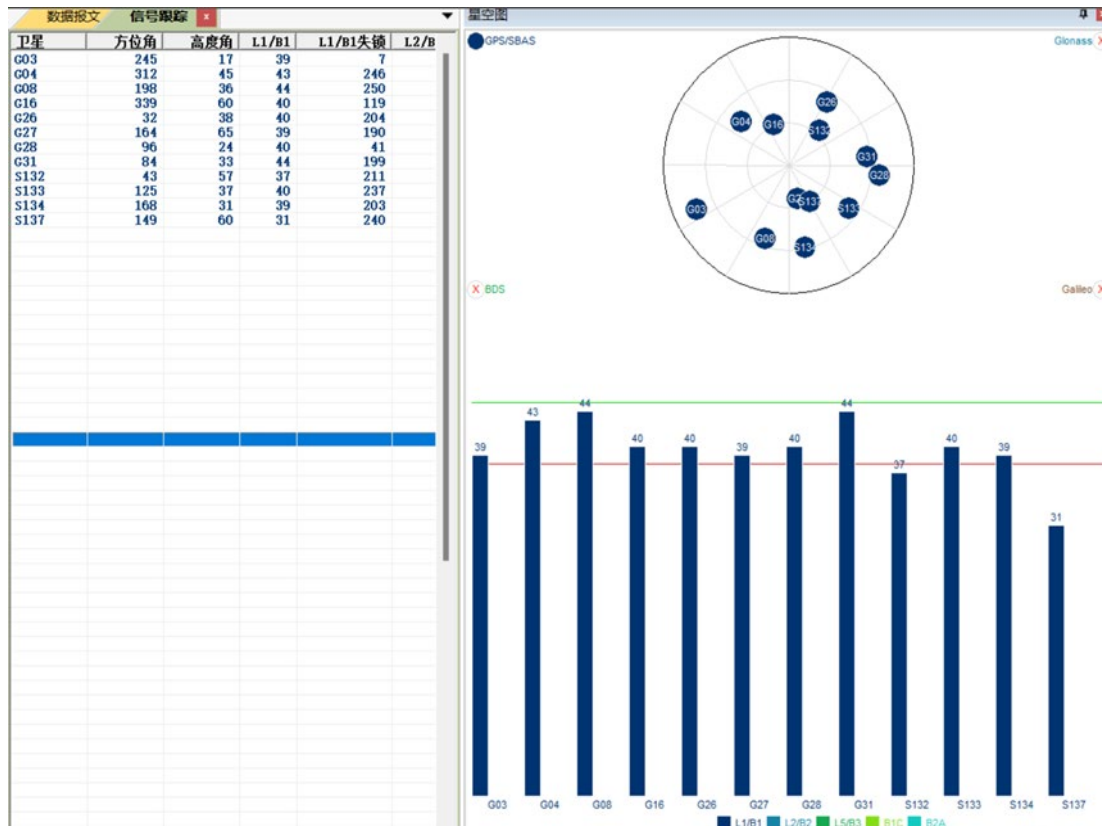 数据报文 信号跟踪 x
卫星 方位角 高度角 L1/B1 L1/B1失锁 L2/B
G03 245 17 39 7
G04 312 45 43 246
G08 198 36 44 250
G16 339 60 40 119
G26 32 38 40 204
G27 164 65 39 190
G28 96 24 40 41
G31 84 33 44 199
S132 43 57 37 211
S133 125 37 40 237
S134 168 31 39 203
S137 149 60 31 240
星空图
GPS/SBAS
Glonass X
G26
G04 G16 S132
G31
G28
G2 S137 S133
G03
G08 S134
X BDS
Galileo X
39 43 44 40 40 39 40 44 37 40 39 31
G03 G04 G08 G16 G26 G27 G28 G31 S132 S133 S134 S137
L1/B1 L2/B2 L5/B3 B1C B2A